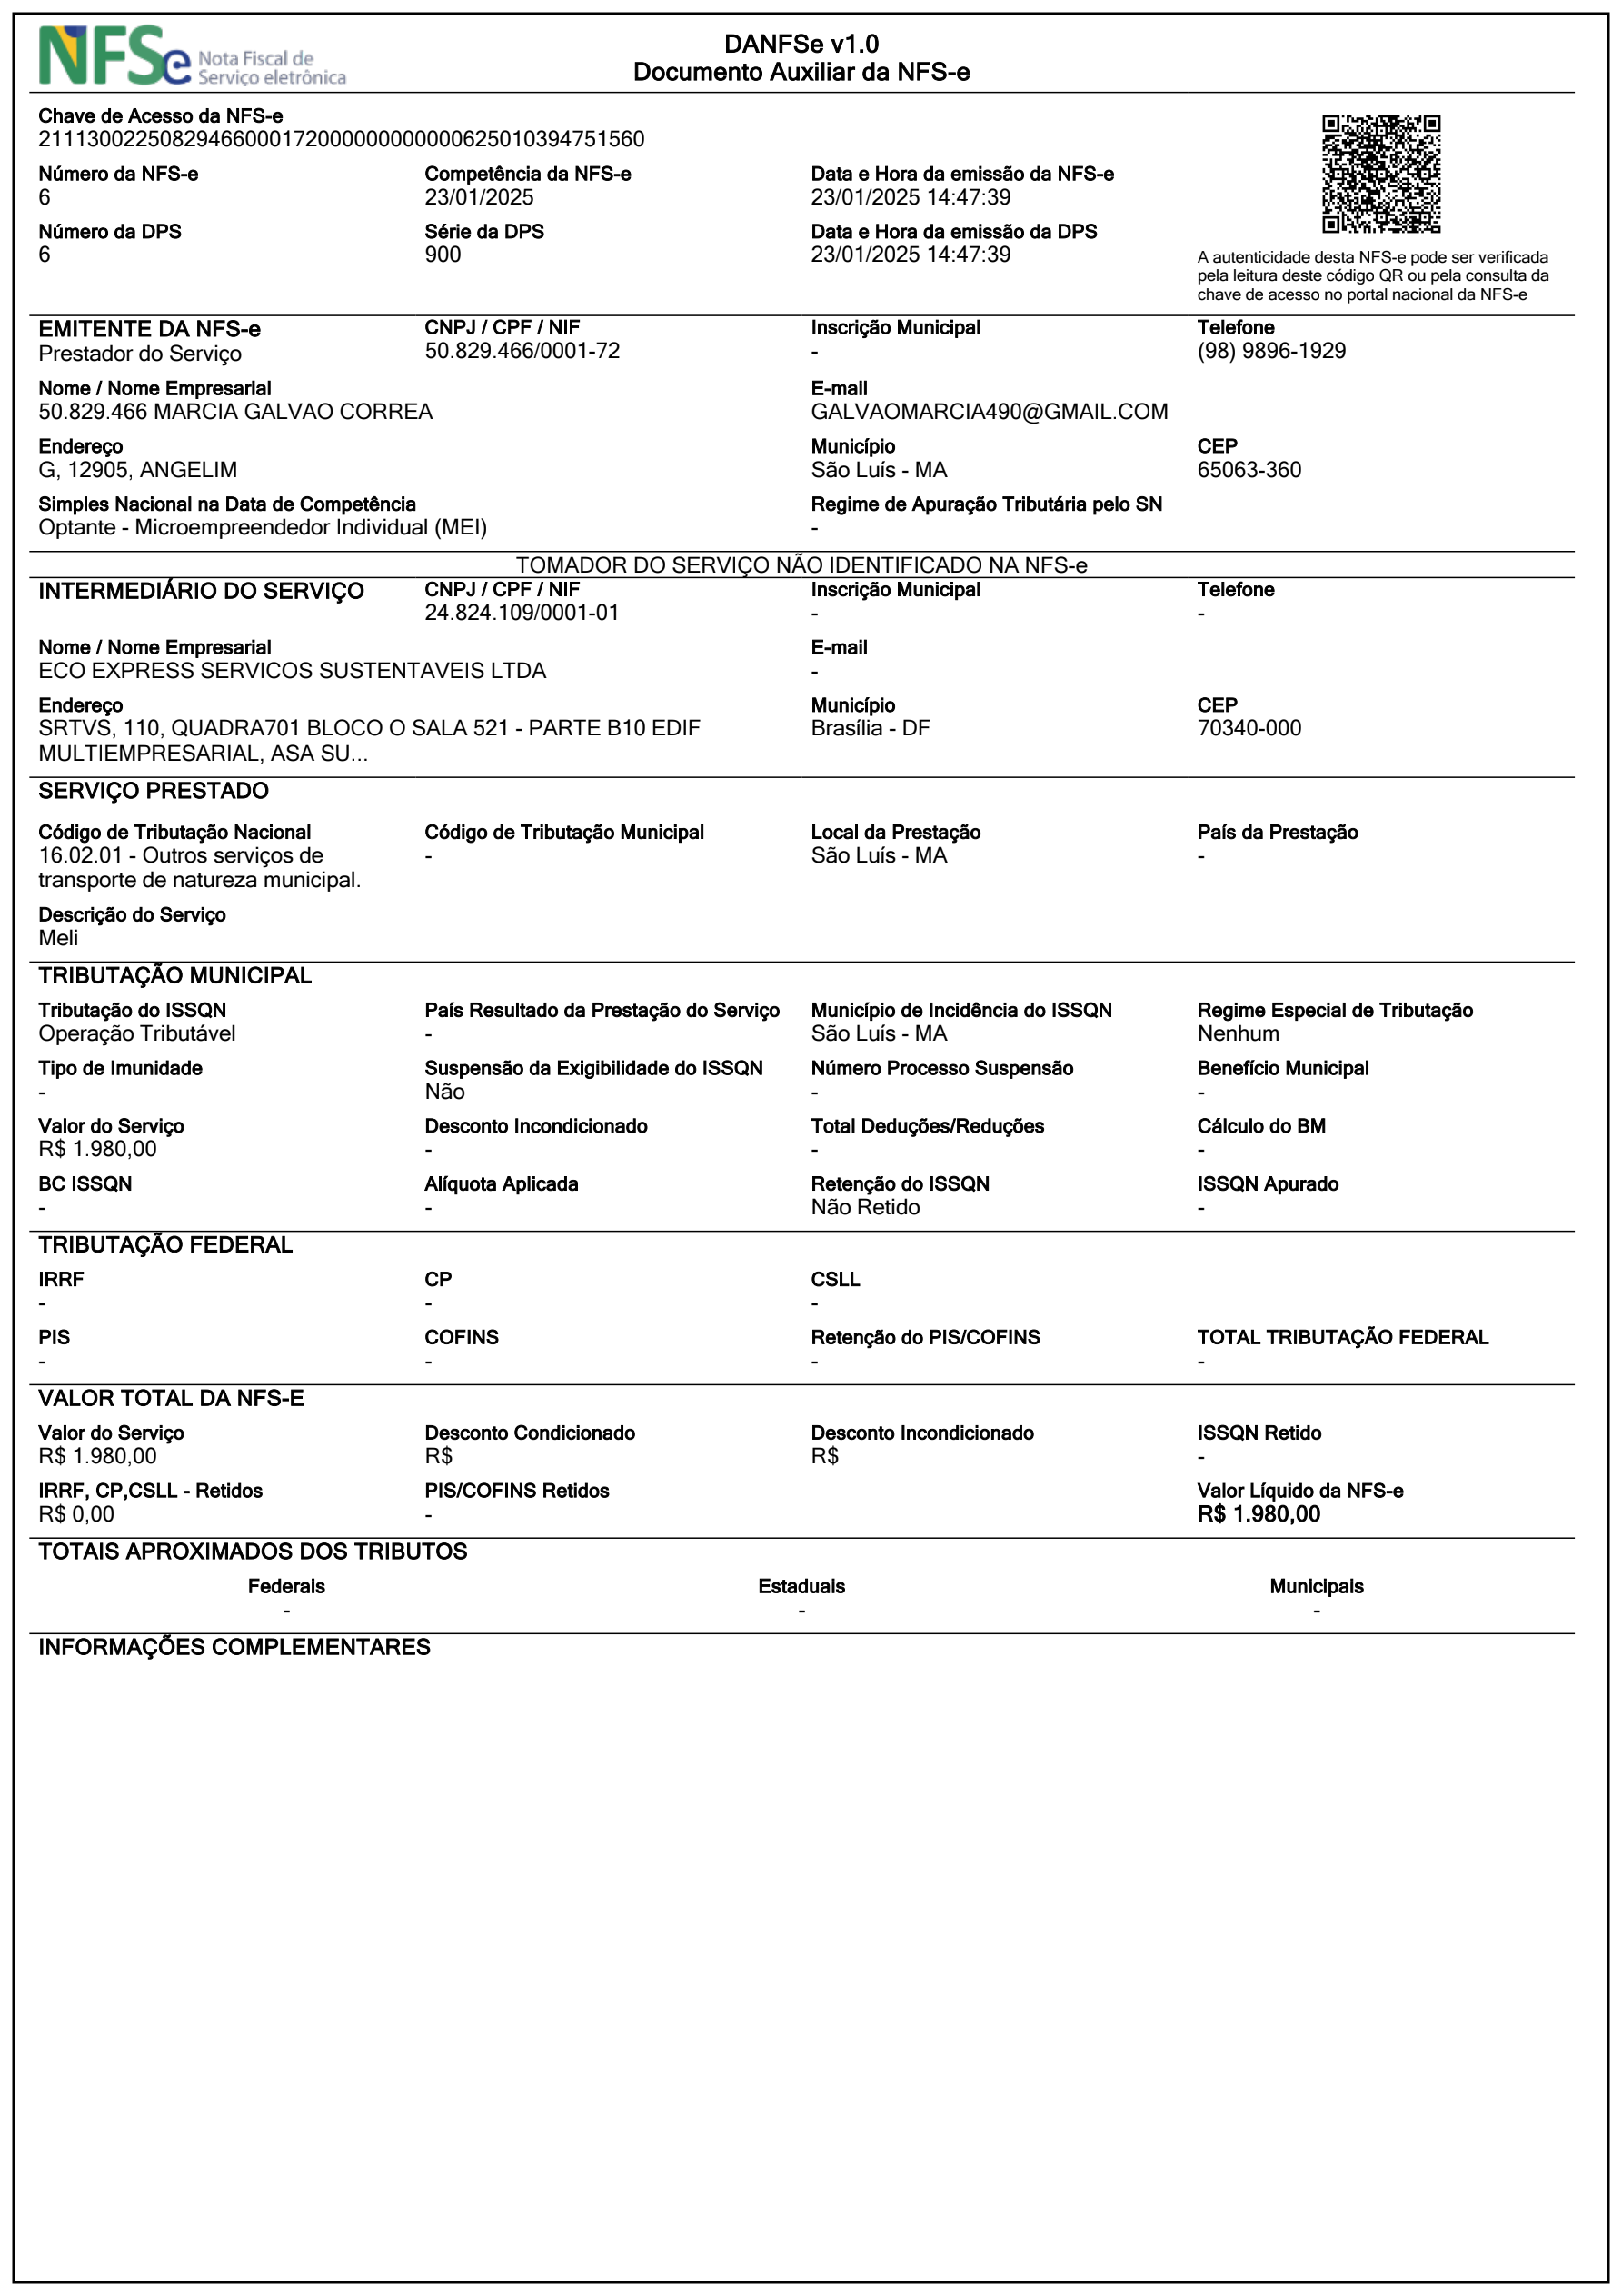 NFSe Nota Fiscal de
Serviço eletrônica
DANFSe v1.0
Documento Auxiliar da NFS-e
Chave de Acesso da NFS-e
21113002250829466000172000000000000625010394751560
Número da NFS-e Competência da NFS-e Data e Hora da emissão da NFS-e
6 23/01/2025 23/01/2025 14:47:39
Número da DPS Série da DPS Data e Hora da emissão da DPS
6 900 23/01/2025 14:47:39
A autenticidade desta NFS-e pode ser verificada
pela leitura deste código QR ou pela consulta da
chave de acesso no portal nacional da NFS-e
EMITENTE DA NFS-e CNPJ / CPF / NIF Inscrição Municipal Telefone
Prestador do Serviço 50.829.466/0001-72 - (98) 9896-1929
Nome / Nome Empresarial E-mail
50.829.466 MARCIA GALVAO CORREA GALVAOMARCIA490@GMAIL.COM
Endereço Município CEP
G, 12905, ANGELIM São Luís - MA 65063-360
Simples Nacional na Data de Competência Regime de Apuração Tributária pelo SN
Optante - Microempreendedor Individual (MEI) -
TOMADOR DO SERVIÇO NÃO IDENTIFICADO NA NFS-e
INTERMEDIÁRIO DO SERVIÇO CNPJ / CPF / NIF Inscrição Municipal Telefone
24.824.109/0001-01 - -
Nome / Nome Empresarial E-mail
ECO EXPRESS SERVICOS SUSTENTAVEIS LTDA -
Endereço Município CEP
SRTVS, 110, QUADRA701 BLOCO O SALA 521 - PARTE B10 EDIF Brasília - DF 70340-000
MULTIEMPRESARIAL, ASA SU...
SERVIÇO PRESTADO
Código de Tributação Nacional Código de Tributação Municipal Local da Prestação País da Prestação
16.02.01 - Outros serviços de - São Luís - MA -
transporte de natureza municipal.
Descrição do Serviço
Meli
TRIBUTAÇÃO MUNICIPAL
Tributação do ISSQN País Resultado da Prestação do Serviço Município de Incidência do ISSQN Regime Especial de Tributação
Operação Tributável - São Luís - MA Nenhum
Tipo de Imunidade Suspensão da Exigibilidade do ISSQN Número Processo Suspensão Benefício Municipal
- Não - -
Valor do Serviço Desconto Incondicionado Total Deduções/Reduções Cálculo do BM
R$ 1.980,00 - - -
BC ISSQN Alíquota Aplicada Retenção do ISSQN ISSQN Apurado
- - Não Retido -
TRIBUTAÇÃO FEDERAL
IRRF CP CSLL
- - -
PIS COFINS Retenção do PIS/COFINS TOTAL TRIBUTAÇÃO FEDERAL
- - - -
VALOR TOTAL DA NFS-E
Valor do Serviço Desconto Condicionado Desconto Incondicionado ISSQN Retido
R$ 1.980,00 R$ R$ -
IRRF, CP,CSLL - Retidos PIS/COFINS Retidos Valor Líquido da NFS-e
R$ 0,00 - R$ 1.980,00
TOTAIS APROXIMADOS DOS TRIBUTOS
Federais Estaduais Municipais
- - -
INFORMAÇÕES COMPLEMENTARES